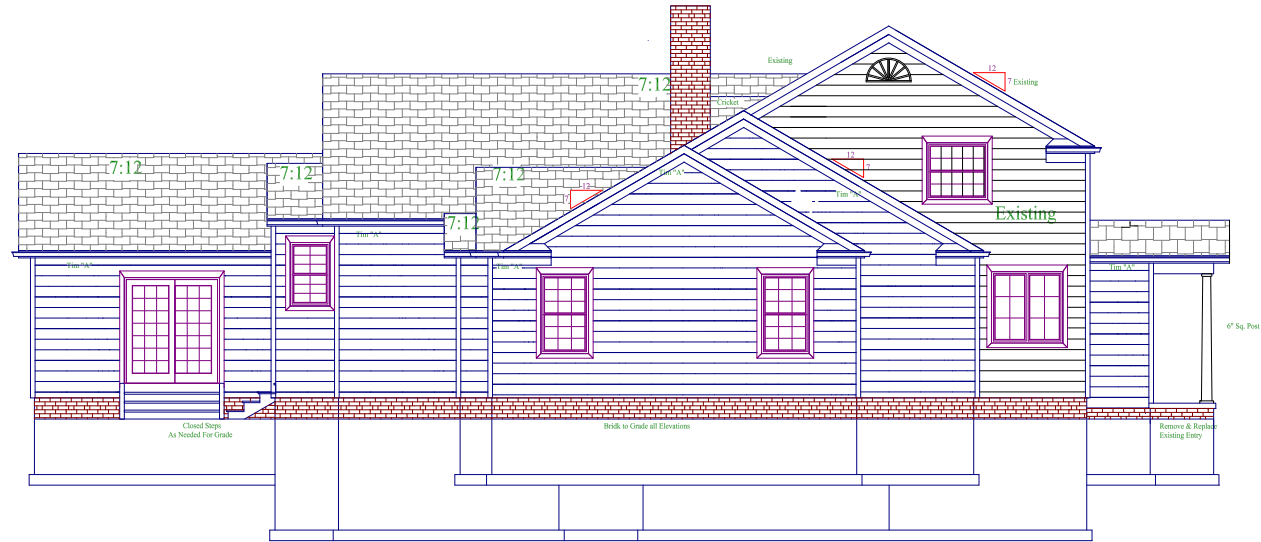 Existing
12
7 Existing
7:12
Cricket
7:12
7:12
7:12
12
7
Tim "A"
12
7
Tim "A"
Existing
7:12
Tim "A"
Tim "A"
Tim "A"
Tim "A"
6" Sq. Post
Closed Steps
As Needed For Grade
Bridk to Grade all Elevations
Remove & Replace
Existing Entry